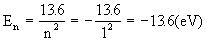 Eₙ = 13.6/n² = −13.6/1² = −13.6(eV)